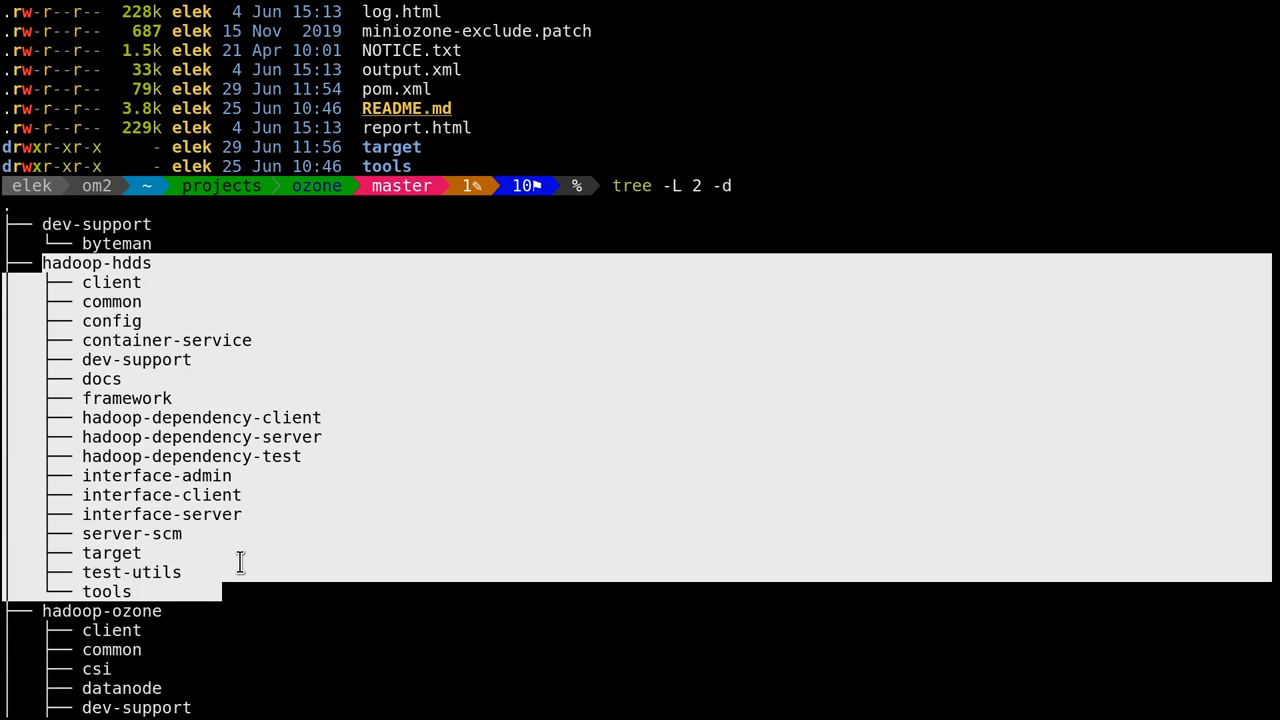 .rw-r--r-- 228k elek 4 Jun 15:13 log.html
.rw-r--r-- 687 elek 15 Nov 2019 miniozone-exclude.patch
.rw-r--r-- 1.5k elek 21 Apr 10:01 NOTICE.txt
.rw-r--r-- 33k elek 4 Jun 15:13 output.xml
.rw-r--r-- 79k elek 29 Jun 11:54 pom.xml
.rw-r--r-- 3.8k elek 25 Jun 10:46 README.md
.rw-r--r-- 229k elek 4 Jun 15:13 report.html
drwxr-xr-x - elek 29 Jun 11:56 target
drwxr-xr-x - elek 25 Jun 10:46 tools
elek om2 ~ projects ozone master 1✎ 10⚑ % tree -L 2 -d
.
├── dev-support
│   └── byteman
├── hadoop-hdds
│   ├── client
│   ├── common
│   ├── config
│   ├── container-service
│   ├── dev-support
│   ├── docs
│   ├── framework
│   ├── hadoop-dependency-client
│   ├── hadoop-dependency-server
│   ├── hadoop-dependency-test
│   ├── interface-admin
│   ├── interface-client
│   ├── interface-server
│   ├── server-scm
│   ├── target
│   ├── test-utils
│   └── tools
├── hadoop-ozone
│   ├── client
│   ├── common
│   ├── csi
│   ├── datanode
│   ├── dev-support